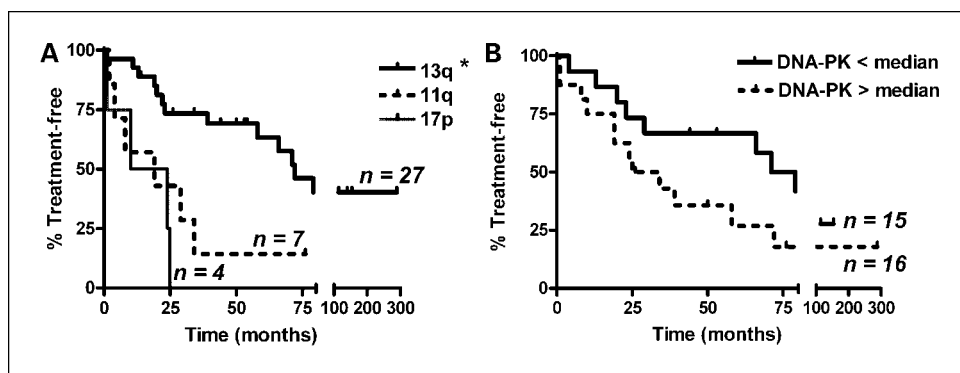 A
% Treatment-free
100
75
50
25
0
13q *
11q
17p
n = 27
n = 7
n = 4
0 25 50 75 100 200 300
Time (months)
B
% Treatment-free
100
75
50
25
0
DNA-PK < median
DNA-PK > median
n = 15
n = 16
0 25 50 75 100 200 300
Time (months)